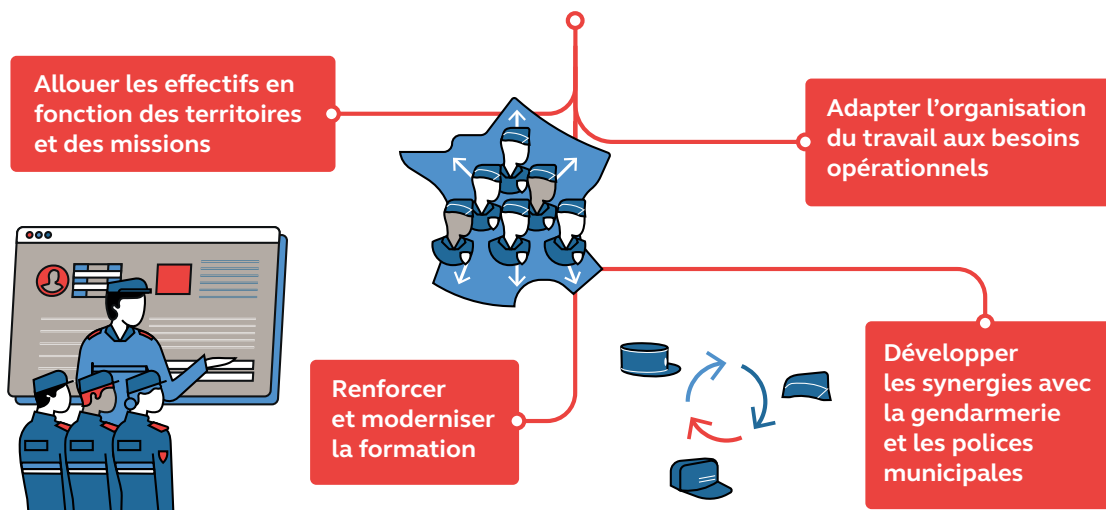 Allouer les effectifs en
fonction des territoires
et des missions
Adapter l’organisation
du travail aux besoins
opérationnels
Renforcer
et moderniser
la formation
Développer
les synergies avec
la gendarmerie
et les polices
municipales